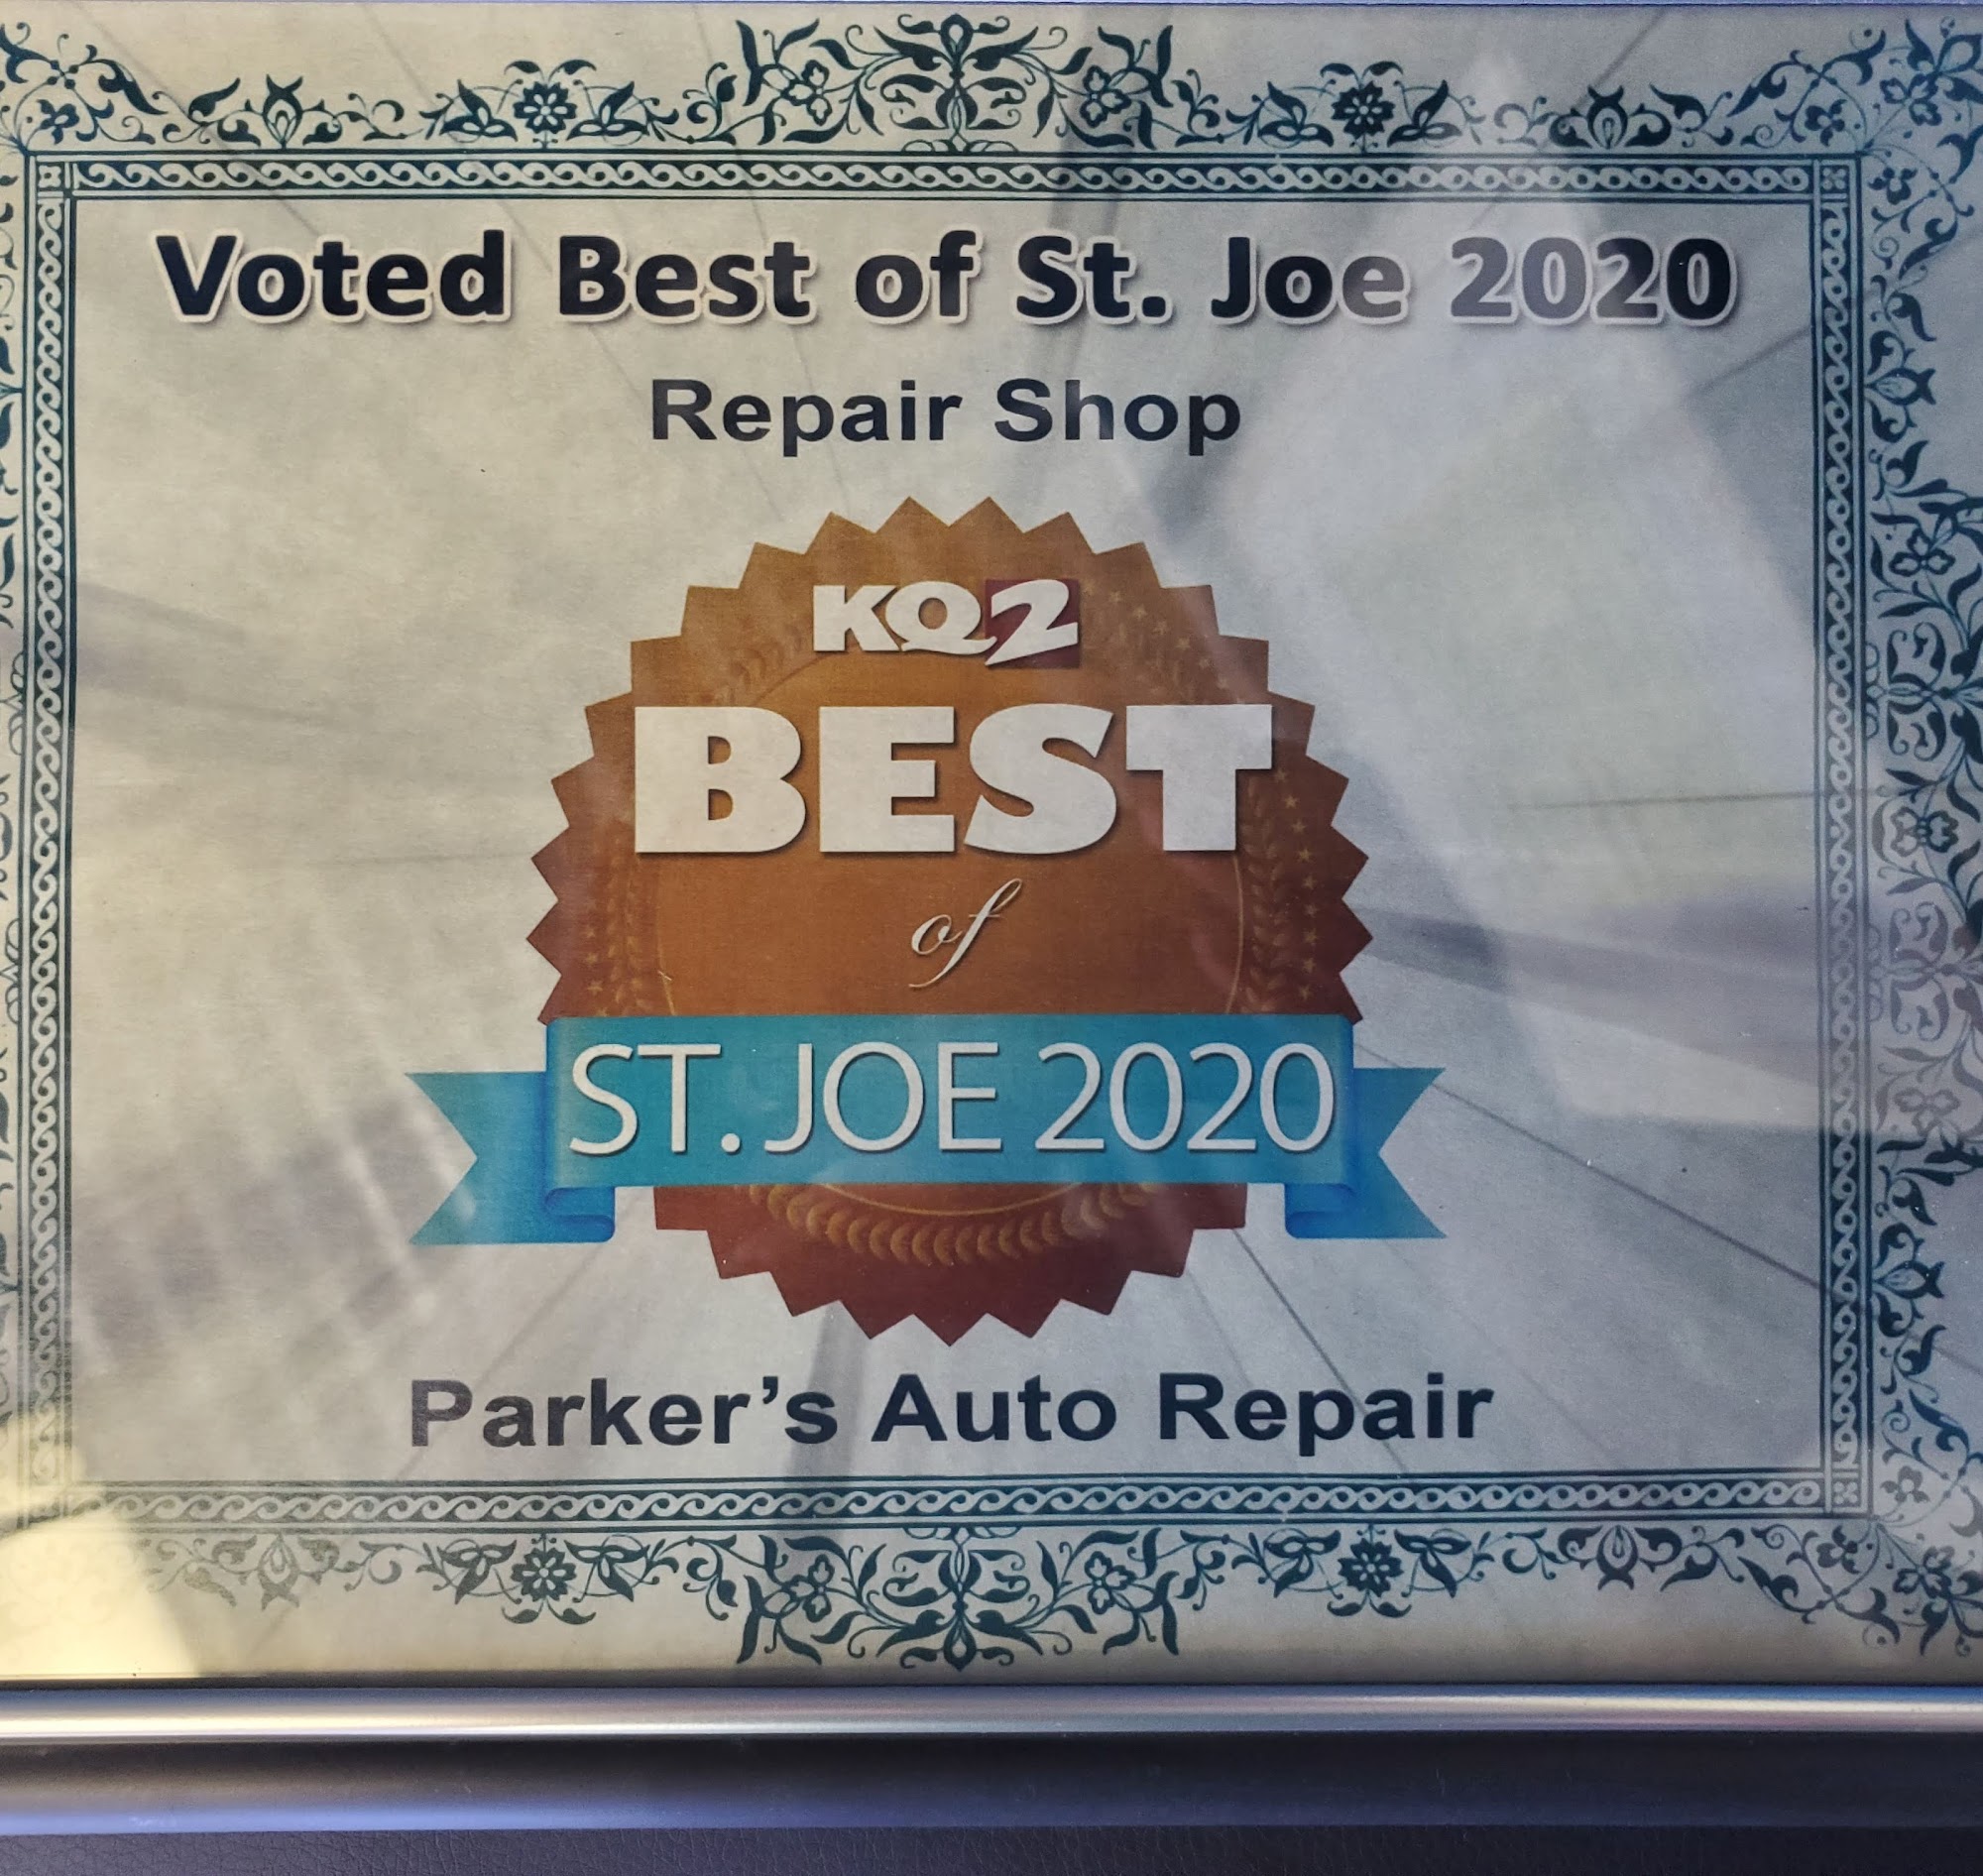 Voted Best of St. Joe 2020
Repair Shop
KQ2
BEST
of
ST. JOE 2020
Parker’s Auto Repair